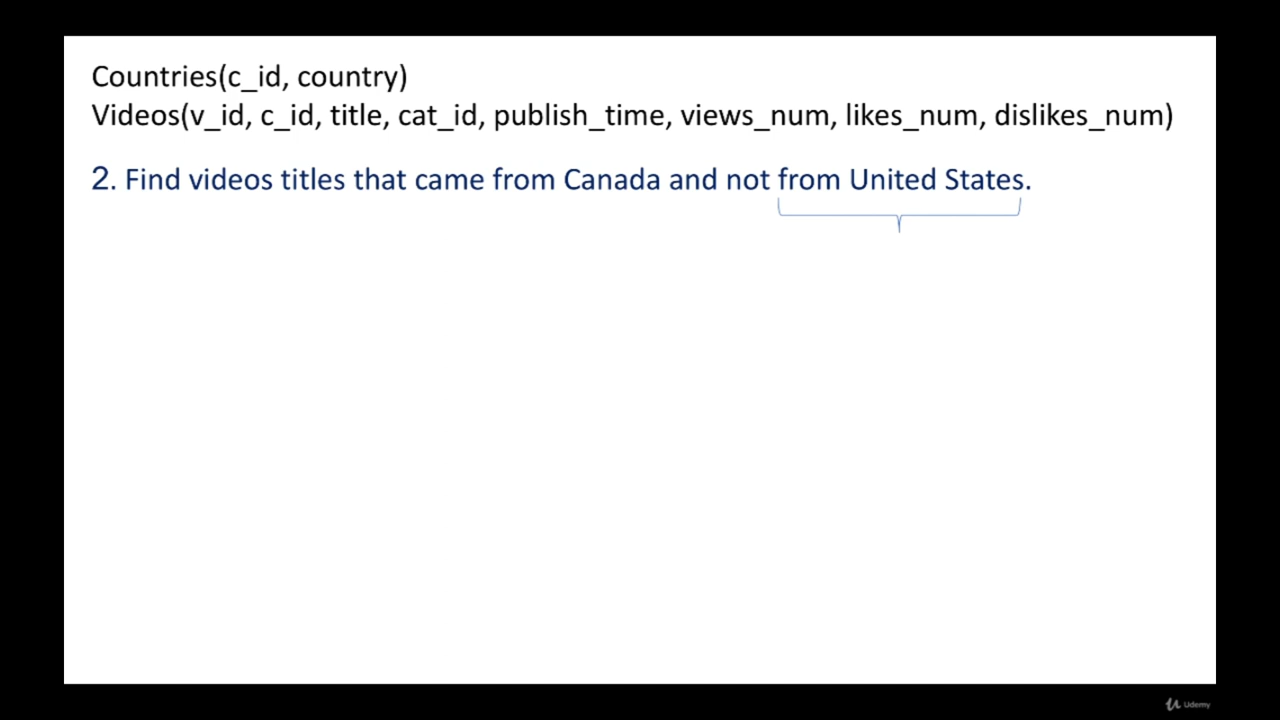 Countries(c_id, country)
Videos(v_id, c_id, title, cat_id, publish_time, views_num, likes_num, dislikes_num)
2. Find videos titles that came from Canada and not from United States.
Udemy